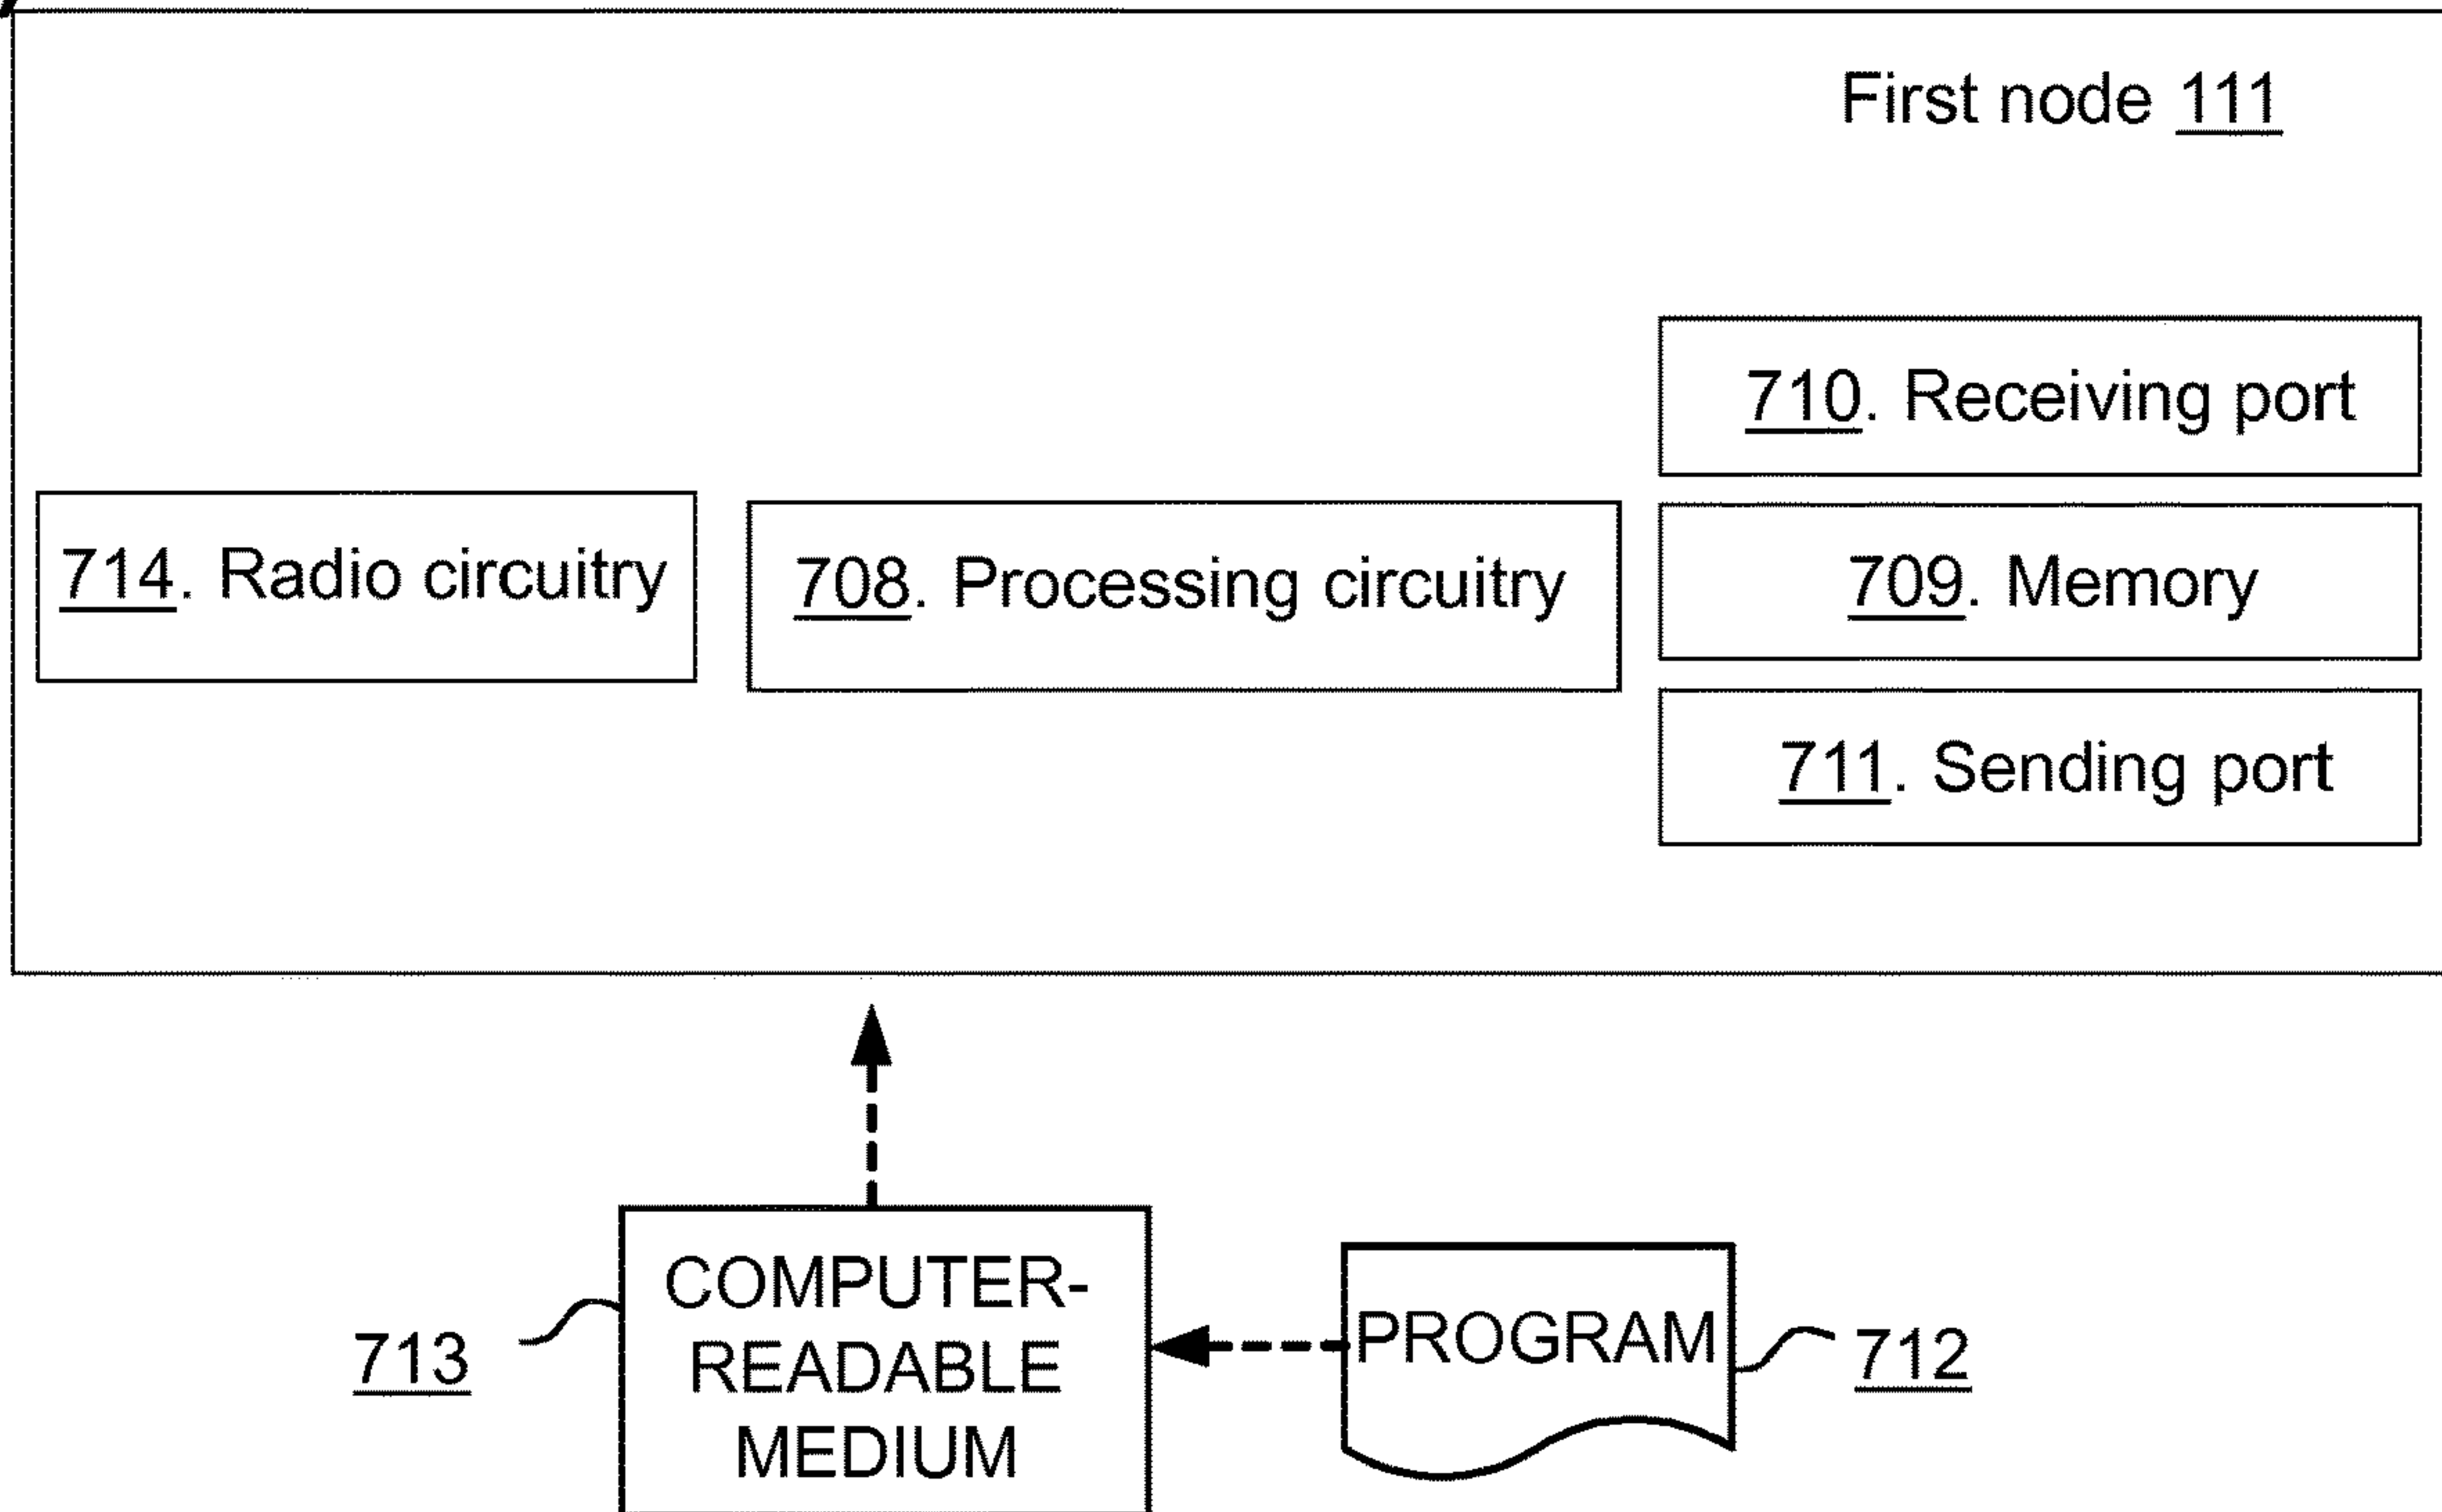 First node 111
710. Receiving port
714. Radio circuitry
708. Processing circuitry
709. Memory
711. Sending port
COMPUTER-
READABLE
MEDIUM
713
PROGRAM
712